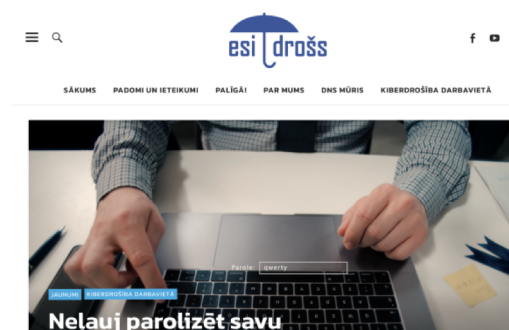 esi drošs
SĀKUMS PADOMI UN IETEIKUMI PALĪGĀ! PAR MUMS DNS MŪRIS KIBERDROŠĪBA DARBAVIETĀ
Parole: qwerty
JAUNUMI KIBERDROŠĪBA DARBAVIETĀ
Nelauj parolizēt savu